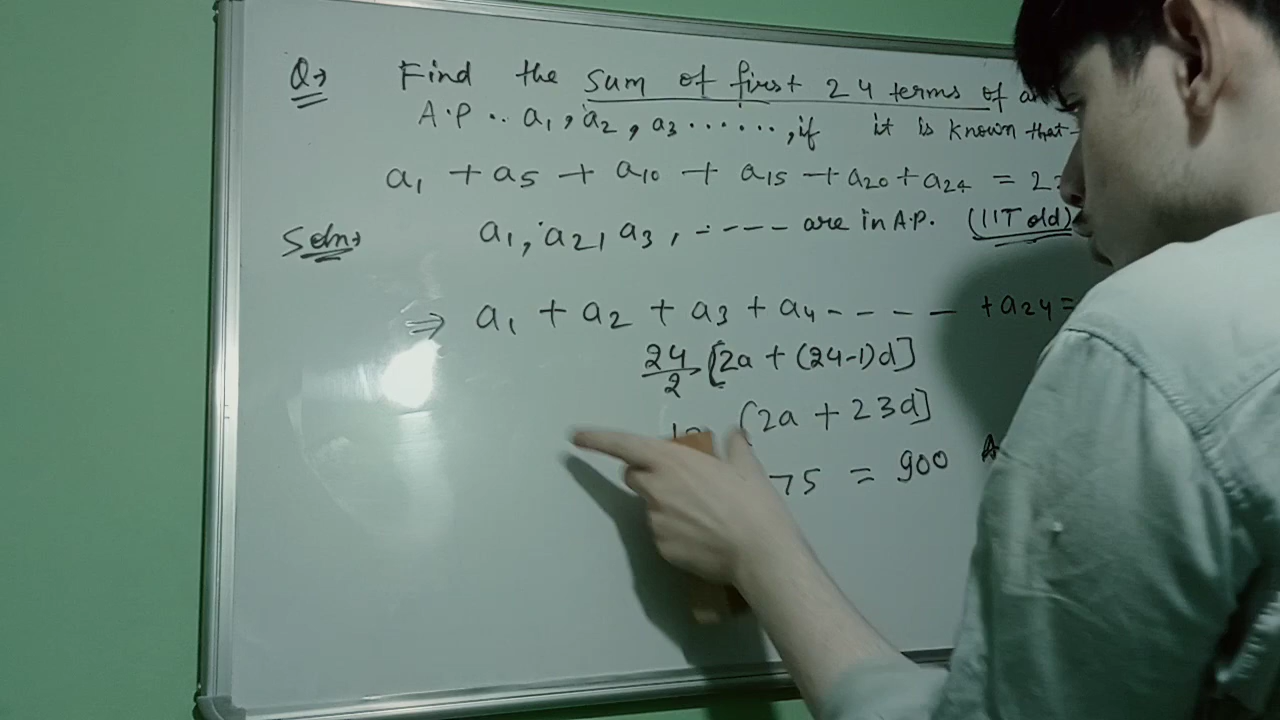 Q→ Find the sum of first 24 terms of
A.P.. a₁, a₂, a₃ ......, if it is known that-
a₁ + a₅ + a₁₀ + a₁₅ + a₂₀ + a₂₄ = 2
Soln→ a₁, a₂, a₃, ----- are in A.P. (IIT old)
⇒ a₁ + a₂ + a₃ + a₄ - - - - - + a₂₄ =
24/2 [2a + (24-1)d]
(2a + 23d]
75 = 900